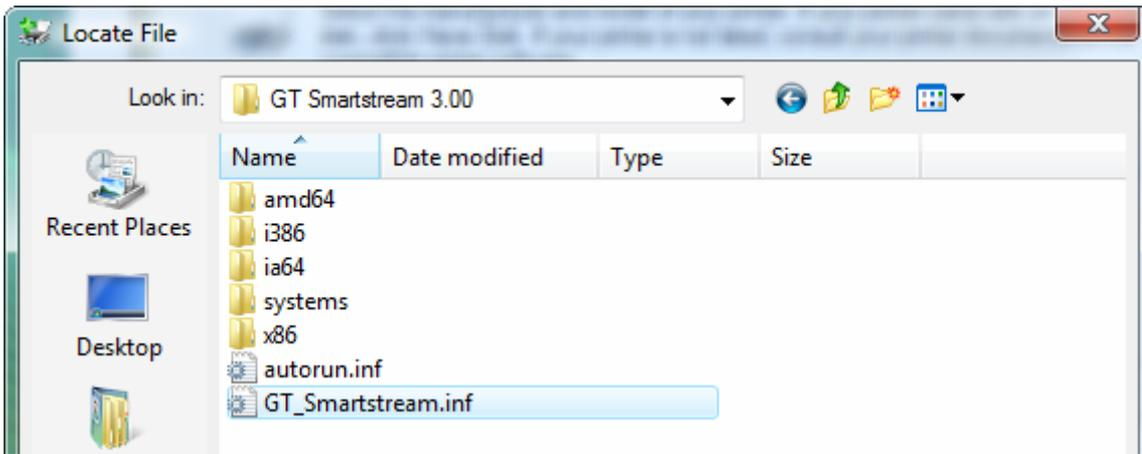 Locate File
Look in: GT Smartstream 3.00
Name Date modified Type Size
Recent Places
Desktop
amd64
i386
ia64
systems
x86
autorun.inf
GT_Smartstream.inf